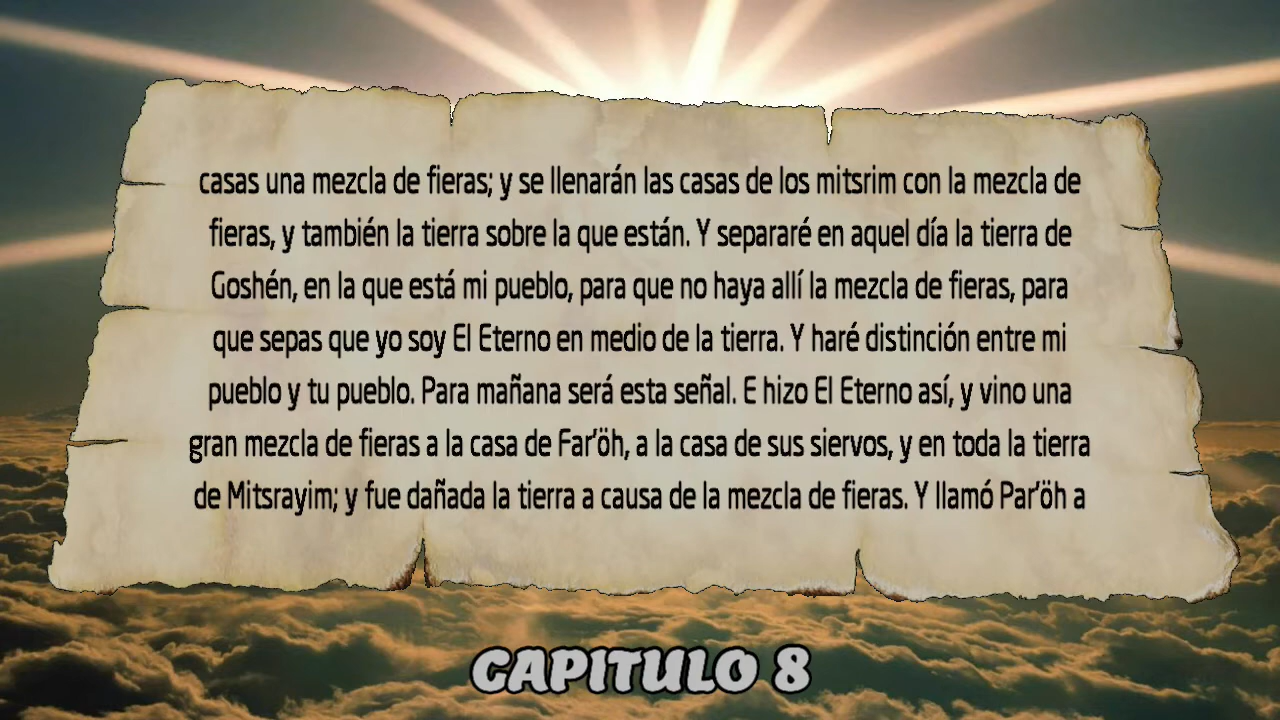 casas una mezcla de fieras; y se llenarán las casas de los mitsrim con la mezcla de
fieras, y también la tierra sobre la que están. Y separaré en aquel día la tierra de
Goshén, en la que está mi pueblo, para que no haya allí la mezcla de fieras, para
que sepas que yo soy El Eterno en medio de la tierra. Y haré distinción entre mi
pueblo y tu pueblo. Para mañana será esta señal. E hizo El Eterno así, y vino una
gran mezcla de fieras a la casa de Far’öh, a la casa de sus siervos, y en toda la tierra
de Mitsrayim; y fue dañada la tierra a causa de la mezcla de fieras. Y llamó Par’öh a
CAPITULO 8